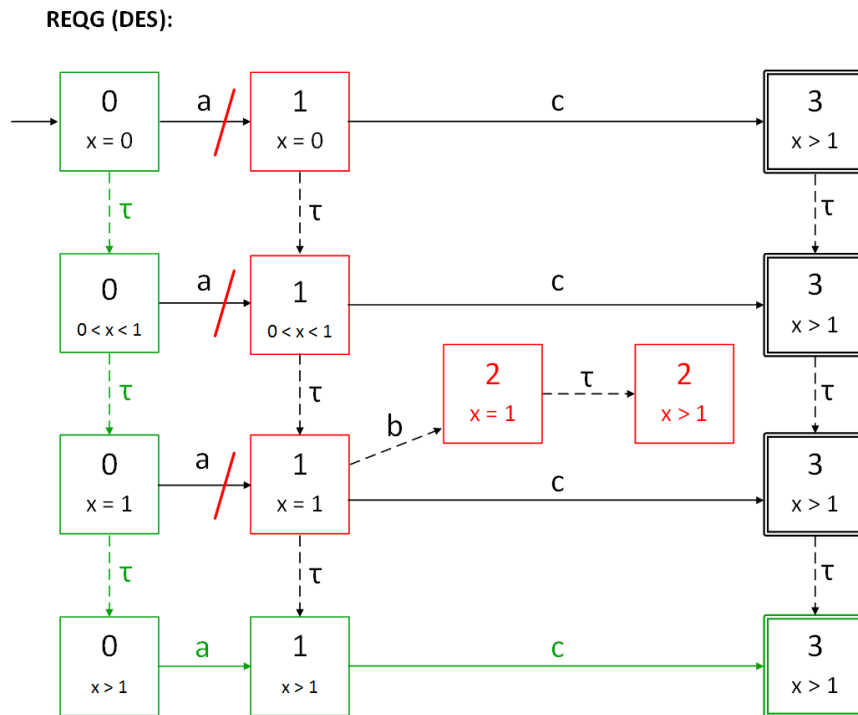 REQG (DES):
0 a 1 c 3
x = 0 x = 0 x > 1
τ τ τ
0 a 1 c 3
0 < x < 1 0 < x < 1 x > 1
2 τ 2
x = 1 x > 1
τ τ b τ
0 a 1 c 3
x = 1 x = 1 x > 1
τ τ τ
0 a 1 c 3
x > 1 x > 1 x > 1